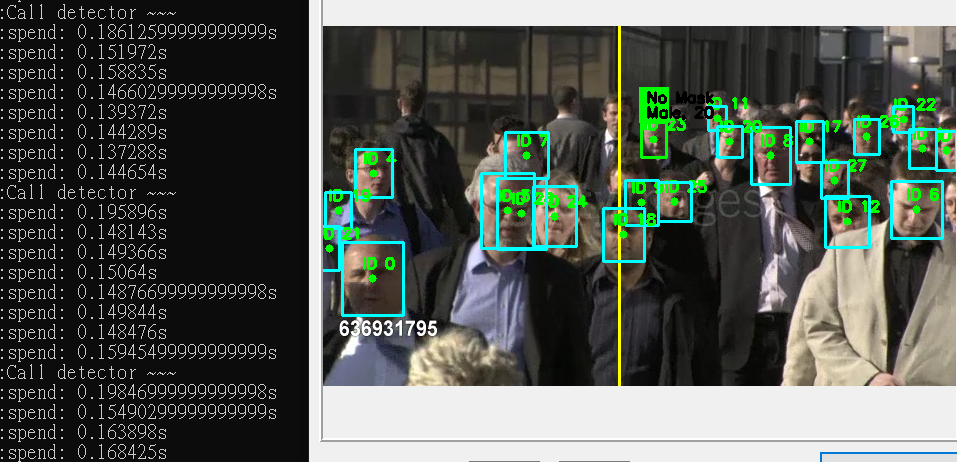 :Call detector ~~~
:spend: 0.18612599999999999s
:spend: 0.151972s
:spend: 0.158835s
:spend: 0.14660299999999998s
:spend: 0.139372s
:spend: 0.144289s
:spend: 0.137288s
:spend: 0.144654s
:Call detector ~~~
:spend: 0.195896s
:spend: 0.148143s
:spend: 0.149366s
:spend: 0.15064s
:spend: 0.14876699999999998s
:spend: 0.149844s
:spend: 0.148476s
:spend: 0.15945499999999999s
:Call detector ~~~
:spend: 0.19846999999999998s
:spend: 0.15490299999999999s
:spend: 0.163898s
:spend: 0.168425s
No Mask
Male, 20
ID 11
ID 22
ID 23
ID 20
ID 8
ID 17
ID 4
ID 7
ID 27
ID 25
ID 24
ID 18
ID 12
ID 6
ID 0
636931795